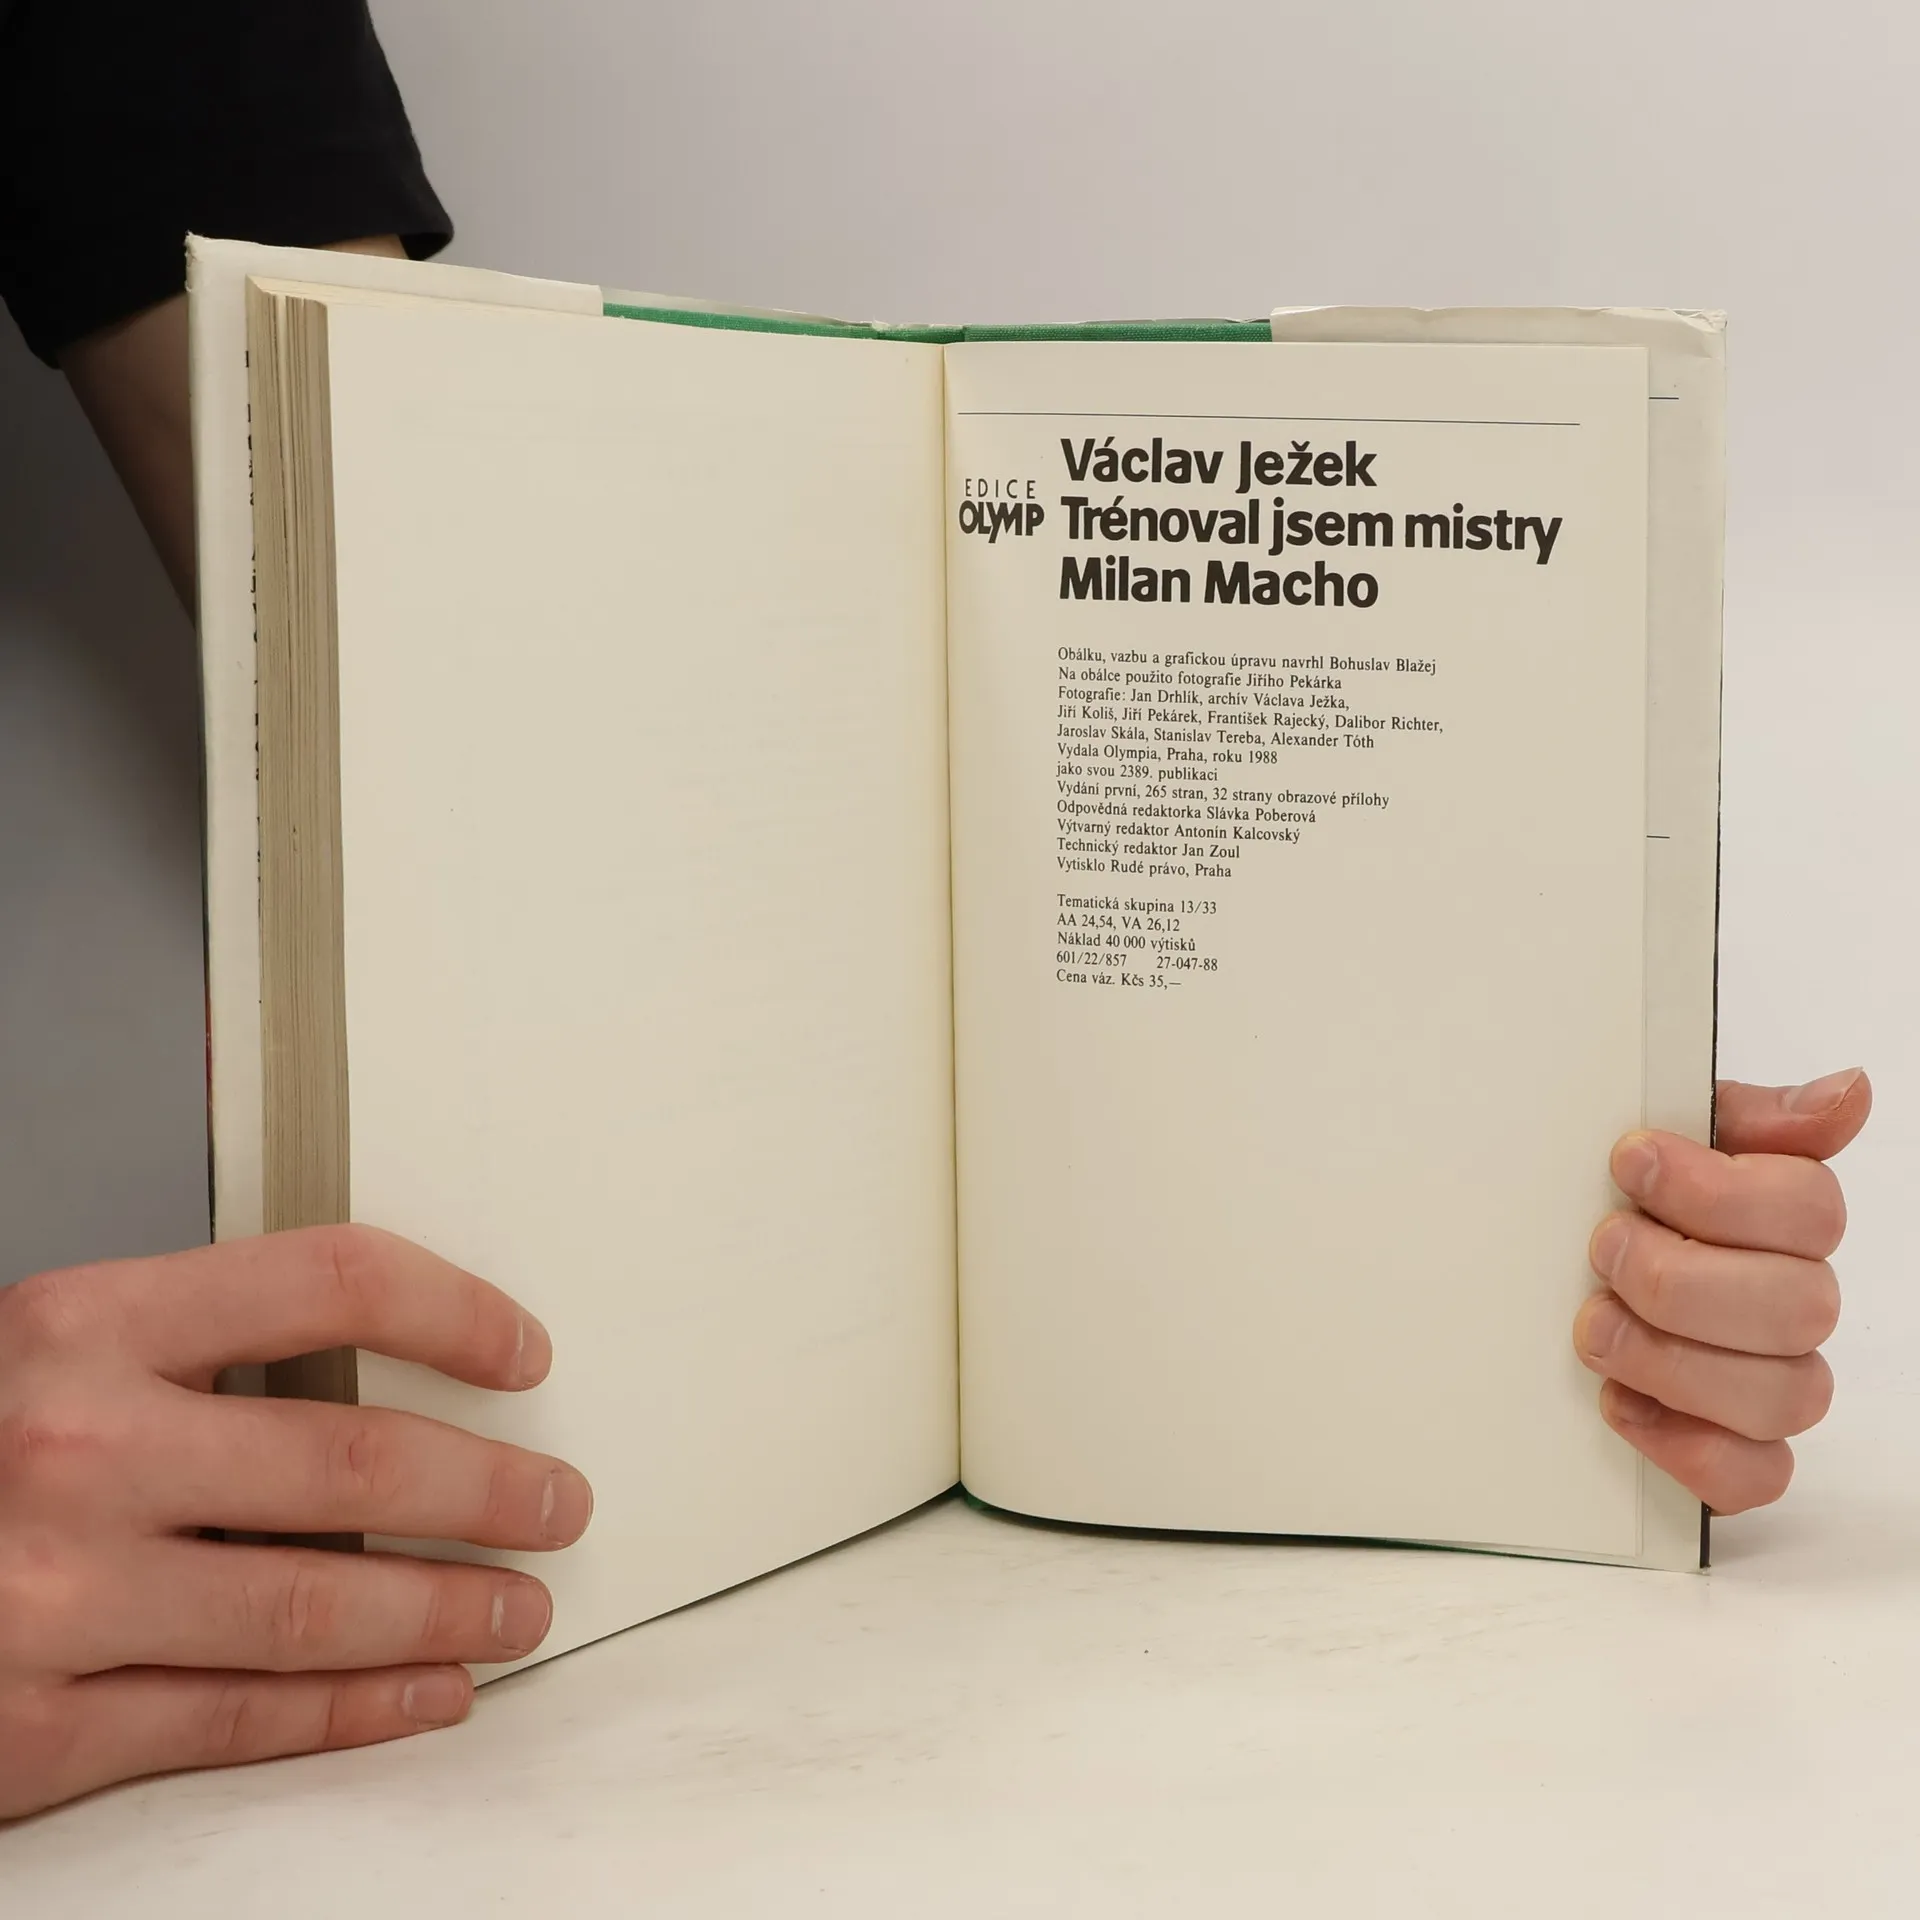 EDICE
OLYMP
Václav Ježek
Trénoval jsem mistry
Milan Macho
Obálku, vazbu a grafickou úpravu navrhl Bohuslav Blažej
Na obálce použito fotografie Jiřího Pekárka
Fotografie: Jan Drhlík, archív Václava Ježka,
Jiří Koliš, Jiří Pekárek, František Rajecký, Dalibor Richter,
Jaroslav Skála, Stanislav Tereba, Alexander Tóth
Vydala Olympia, Praha, roku 1988
jako svou 2389. publikaci
Vydání první, 265 stran, 32 strany obrazové přílohy
Odpovědná redaktorka Slávka Poberová
Výtvarný redaktor Antonín Kalcovský
Technický redaktor Jan Zoul
Vytisklo Rudé právo, Praha
Tematická skupina 13/33
AA 24,54, VA 26,12
Náklad 40 000 výtisků
601/22/857 27-047-88
Cena váz. Kčs 35,—